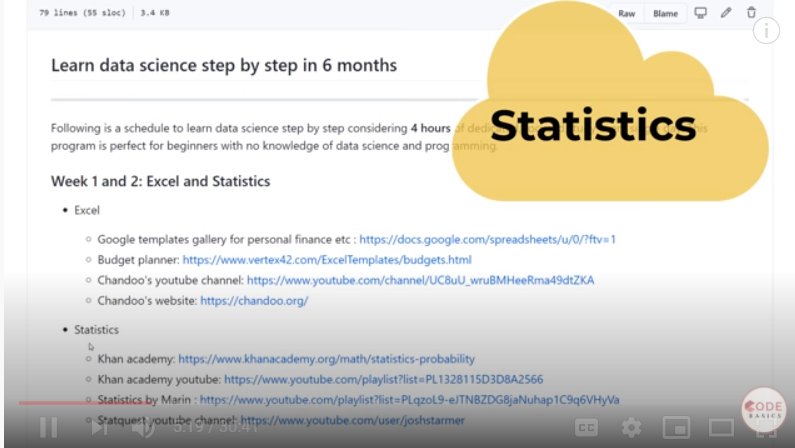 79 lines (55 sloc) 3.4 KB
Raw Blame
Learn data science step by step in 6 months
Statistics
Following is a schedule to learn data science step by step considering 4 hours of
program is perfect for beginners with no knowledge of data science and programming.
Week 1 and 2: Excel and Statistics
Excel
Google templates gallery for personal finance etc : https://docs.google.com/spreadsheets/u/0/?ftv=1
Budget planner: https://www.vertex42.com/ExcelTemplates/budgets.html
Chandoo's youtube channel: https://www.youtube.com/channel/UC8uU_wruBMHeeRma49dtZKA
Chandoo's website: https://chandoo.org/
Statistics
Khan academy: https://www.khanacademy.org/math/statistics-probability
Khan academy youtube: https://www.youtube.com/playlist?list=PL1328115D3D8A2566
Statistics by Marin : https://www.youtube.com/playlist?list=PLqzoL9-eJTNBZDG8jaNuhap1C9q6VHyVa
Statquest youtube channel: https://www.youtube.com/user/joshstarmer
5:19 / 30:41
CC
CODE
BASICS